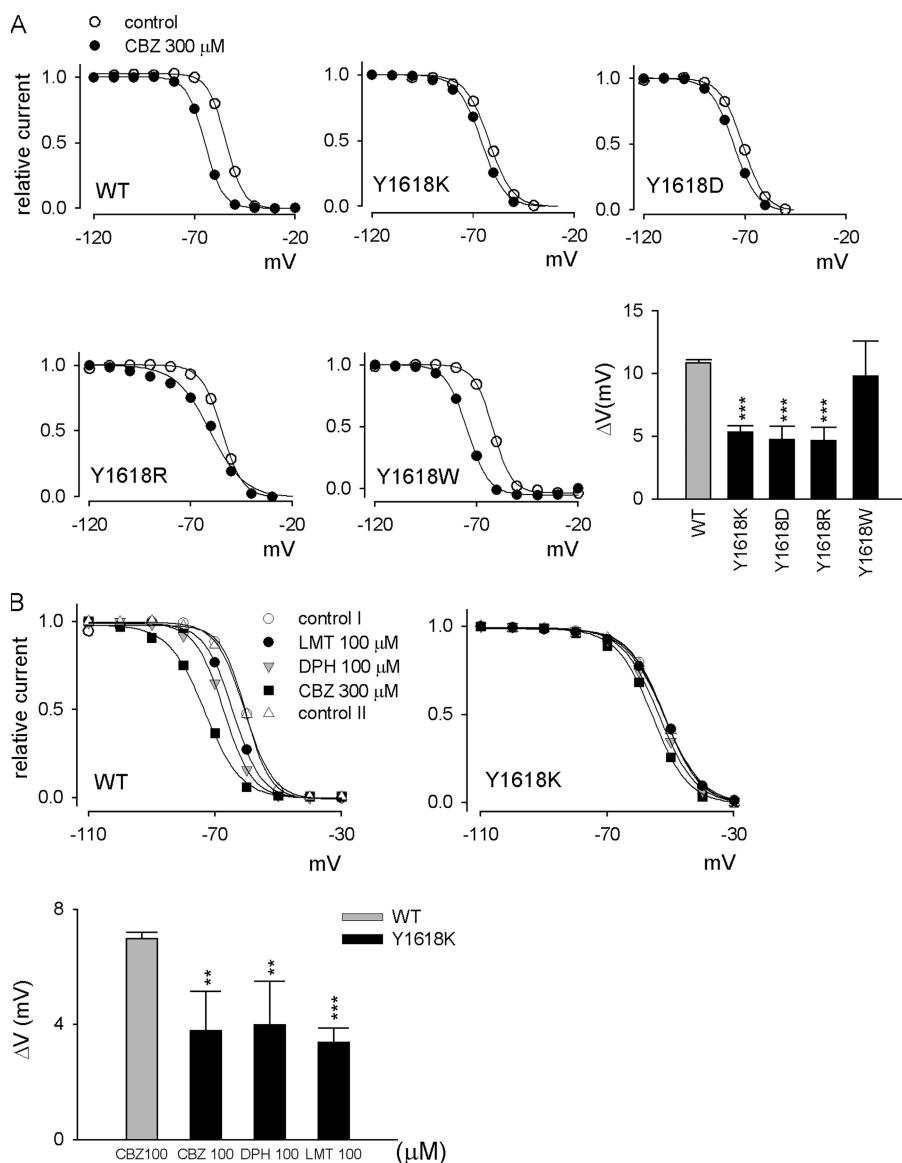 A
control
CBZ 300 μM
relative current
1.0
0.5
0.0
WT
-120
-70
-20
mV
1.0
0.5
0.0
Y1618K
-120
-70
-20
mV
1.0
0.5
0.0
Y1618D
-120
-70
-20
mV
1.0
0.5
0.0
Y1618R
-120
-70
-20
mV
1.0
0.5
0.0
Y1618W
-120
-70
-20
mV
ΔV(mV)
15
10
5
0
***
***
***
WT
Y1618K
Y1618D
Y1618R
Y1618W
B
relative current
1.0
0.5
0.0
control I
LMT 100 μM
DPH 100 μM
CBZ 300 μM
control II
WT
-110
-70
-30
mV
1.0
0.5
0.0
Y1618K
-110
-70
-30
mV
ΔV (mV)
8
4
0
WT
Y1618K
**
**
***
CBZ100
CBZ 100
DPH 100
LMT 100
(μM)